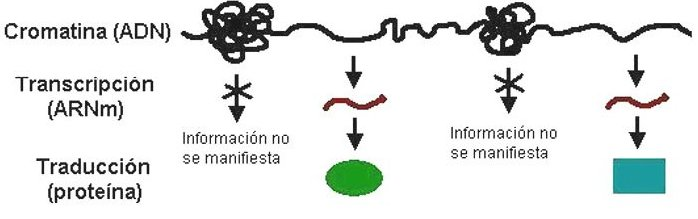 Cromatina (ADN)
Transcripción
(ARNm)
Información no
se manifiesta
Información no
se manifiesta
Traducción
(proteína)